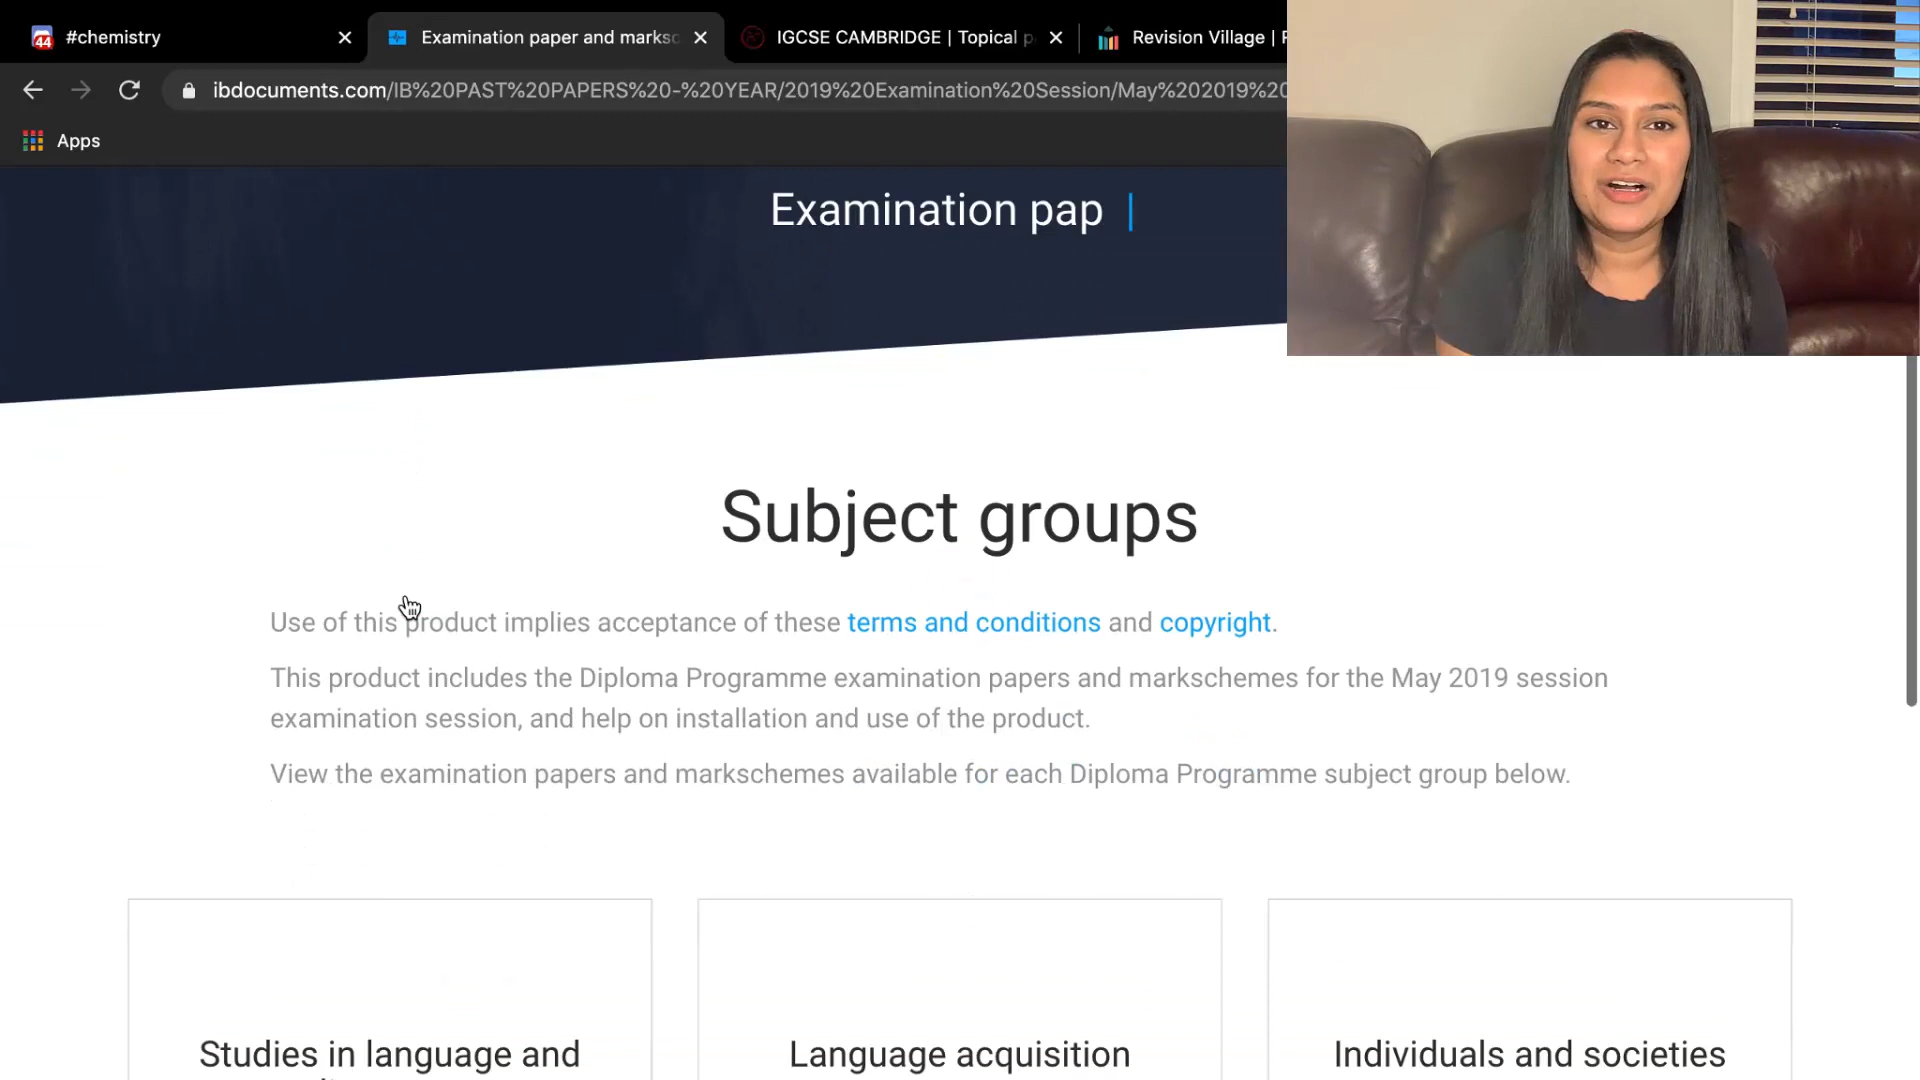 44
#chemistry
Examination paper and marksc
IGCSE CAMBRIDGE | Topical p
Revision Village |
ibdocuments.com/IB%20PAST%20PAPERS%20-%20YEAR/2019%20Examination%20Session/May%202019%20
Apps
Examination pap
Subject groups
Use of this product implies acceptance of these terms and conditions and copyright.
This product includes the Diploma Programme examination papers and markschemes for the May 2019 session
examination session, and help on installation and use of the product.
View the examination papers and markschemes available for each Diploma Programme subject group below.
Studies in language and
Language acquisition
Individuals and societies